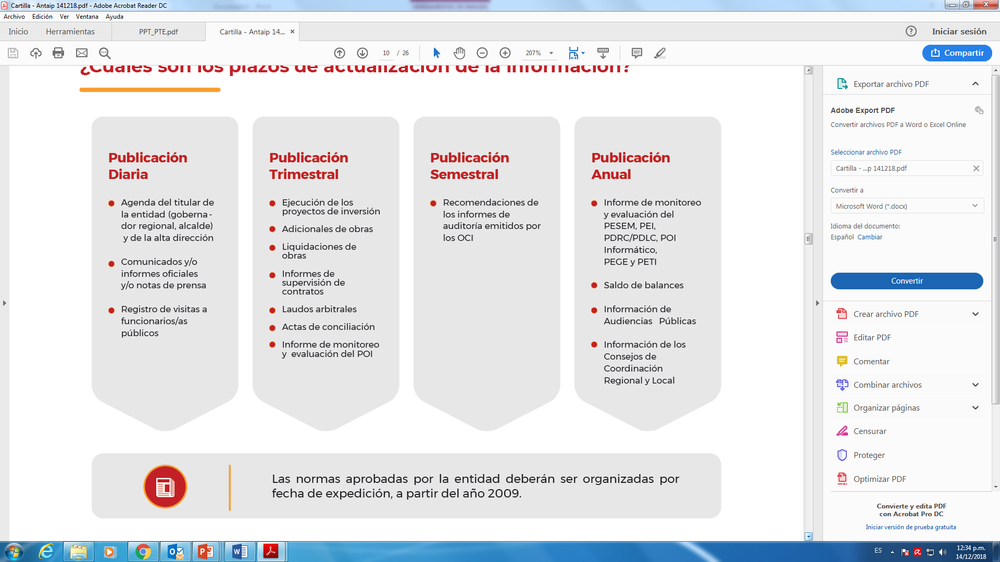 Cartilla - Antaip 141218.pdf - Adobe Acrobat Reader DC
Archivo Edición Ver Ventana Ayuda
Inicio Herramientas PPT_PTE.pdf Cartilla - Antaip 14... × Iniciar sesión
10 / 26 207% Compartir
¿Cuáles son los plazos de actualización de la información?
Publicación
Diaria
Agenda del titular de
la entidad (goberna-
dor regional, alcalde)
y de la alta dirección
Comunicados y/o
informes oficiales
y/o notas de prensa
Registro de visitas a
funcionarios/as
públicos
Publicación
Trimestral
Ejecución de los
proyectos de inversión
Adicionales de obras
Liquidaciones de
obras
Informes de
supervisión de
contratos
Laudos arbitrales
Actas de conciliación
Informe de monitoreo
y evaluación del POI
Publicación
Semestral
Recomendaciones de
los informes de
auditoría emitidos por
los OCI
Publicación
Anual
Informe de monitoreo
y evaluación del
PESEM, PEI,
PDRC/PDLC, POI
Informático,
PEGE y PETI
Saldo de balances
Información de
Audiencias Públicas
Información de los
Consejos de
Coordinación
Regional y Local
Las normas aprobadas por la entidad deberán ser organizadas por
fecha de expedición, a partir del año 2009.
Exportar archivo PDF
Adobe Export PDF
Convertir archivos PDF a Word o Excel Online
Seleccionar archivo PDF
Cartilla - ...p 141218.pdf
Convertir a
Microsoft Word (*.docx)
Idioma del documento:
Español Cambiar
Convertir
Crear archivo PDF
Editar PDF
Comentar
Combinar archivos
Organizar páginas
Censurar
Proteger
Optimizar PDF
Convierte y edita PDF
con Acrobat Pro DC
Iniciar versión de prueba gratuita
ES
12:34 p.m.
14/12/2018